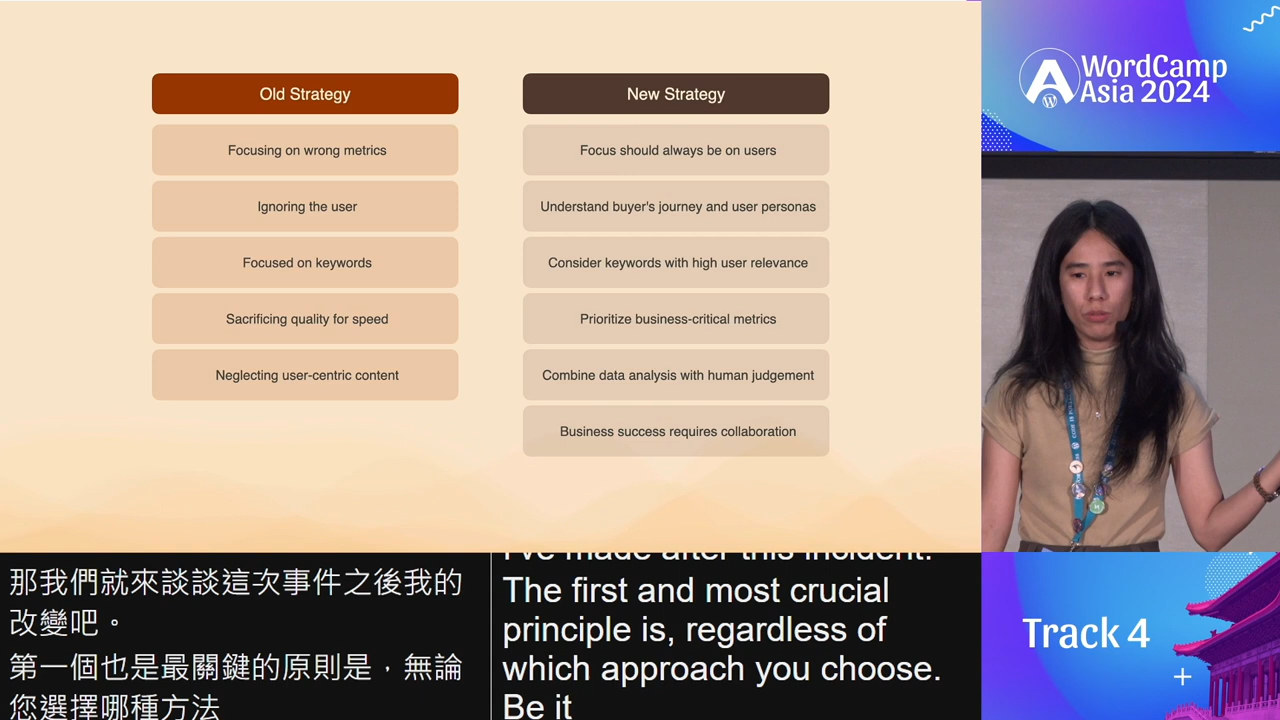 Old Strategy
Focusing on wrong metrics
Ignoring the user
Focused on keywords
Sacrificing quality for speed
Neglecting user-centric content
New Strategy
Focus should always be on users
Understand buyer's journey and user personas
Consider keywords with high user relevance
Prioritize business-critical metrics
Combine data analysis with human judgement
Business success requires collaboration
WordCamp
Asia 2024
那我們就來談談這次事件之後我的
改變吧。
第一個也是最關鍵的原則是，無論
您選擇哪種方法
I've made after this incident.
The first and most crucial
principle is, regardless of
which approach you choose.
Be it
Track 4